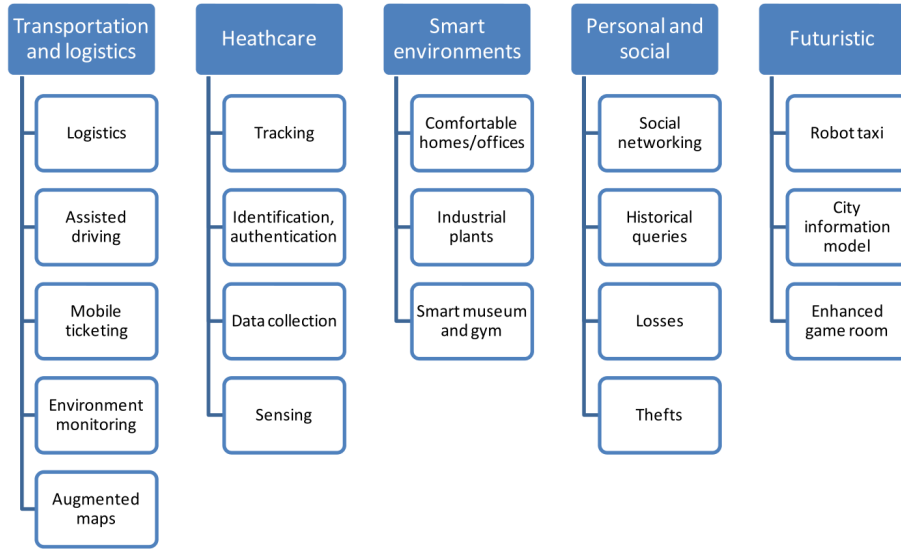 Transportation
and logistics
Logistics
Assisted
driving
Mobile
ticketing
Environment
monitoring
Augmented
maps
Heathcare
Tracking
Identification,
authentication
Data collection
Sensing
Smart
environments
Comfortable
homes/offices
Industrial
plants
Smart museum
and gym
Personal and
social
Social
networking
Historical
queries
Losses
Thefts
Futuristic
Robot taxi
City
information
model
Enhanced
game room